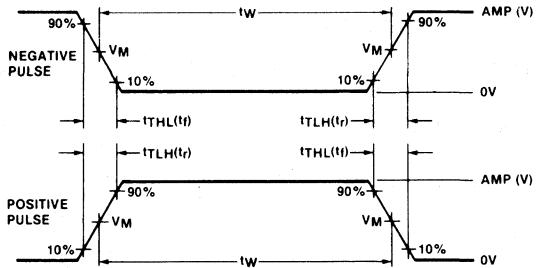 tW
AMP (V)
90%
90%
NEGATIVE
PULSE
VM
VM
10%
10%
0V
tTHL(tf)
tTLH(tr)
tTLH(tr)
tTHL(tf)
AMP (V)
90%
90%
POSITIVE
PULSE
VM
VM
10%
10%
tW
0V